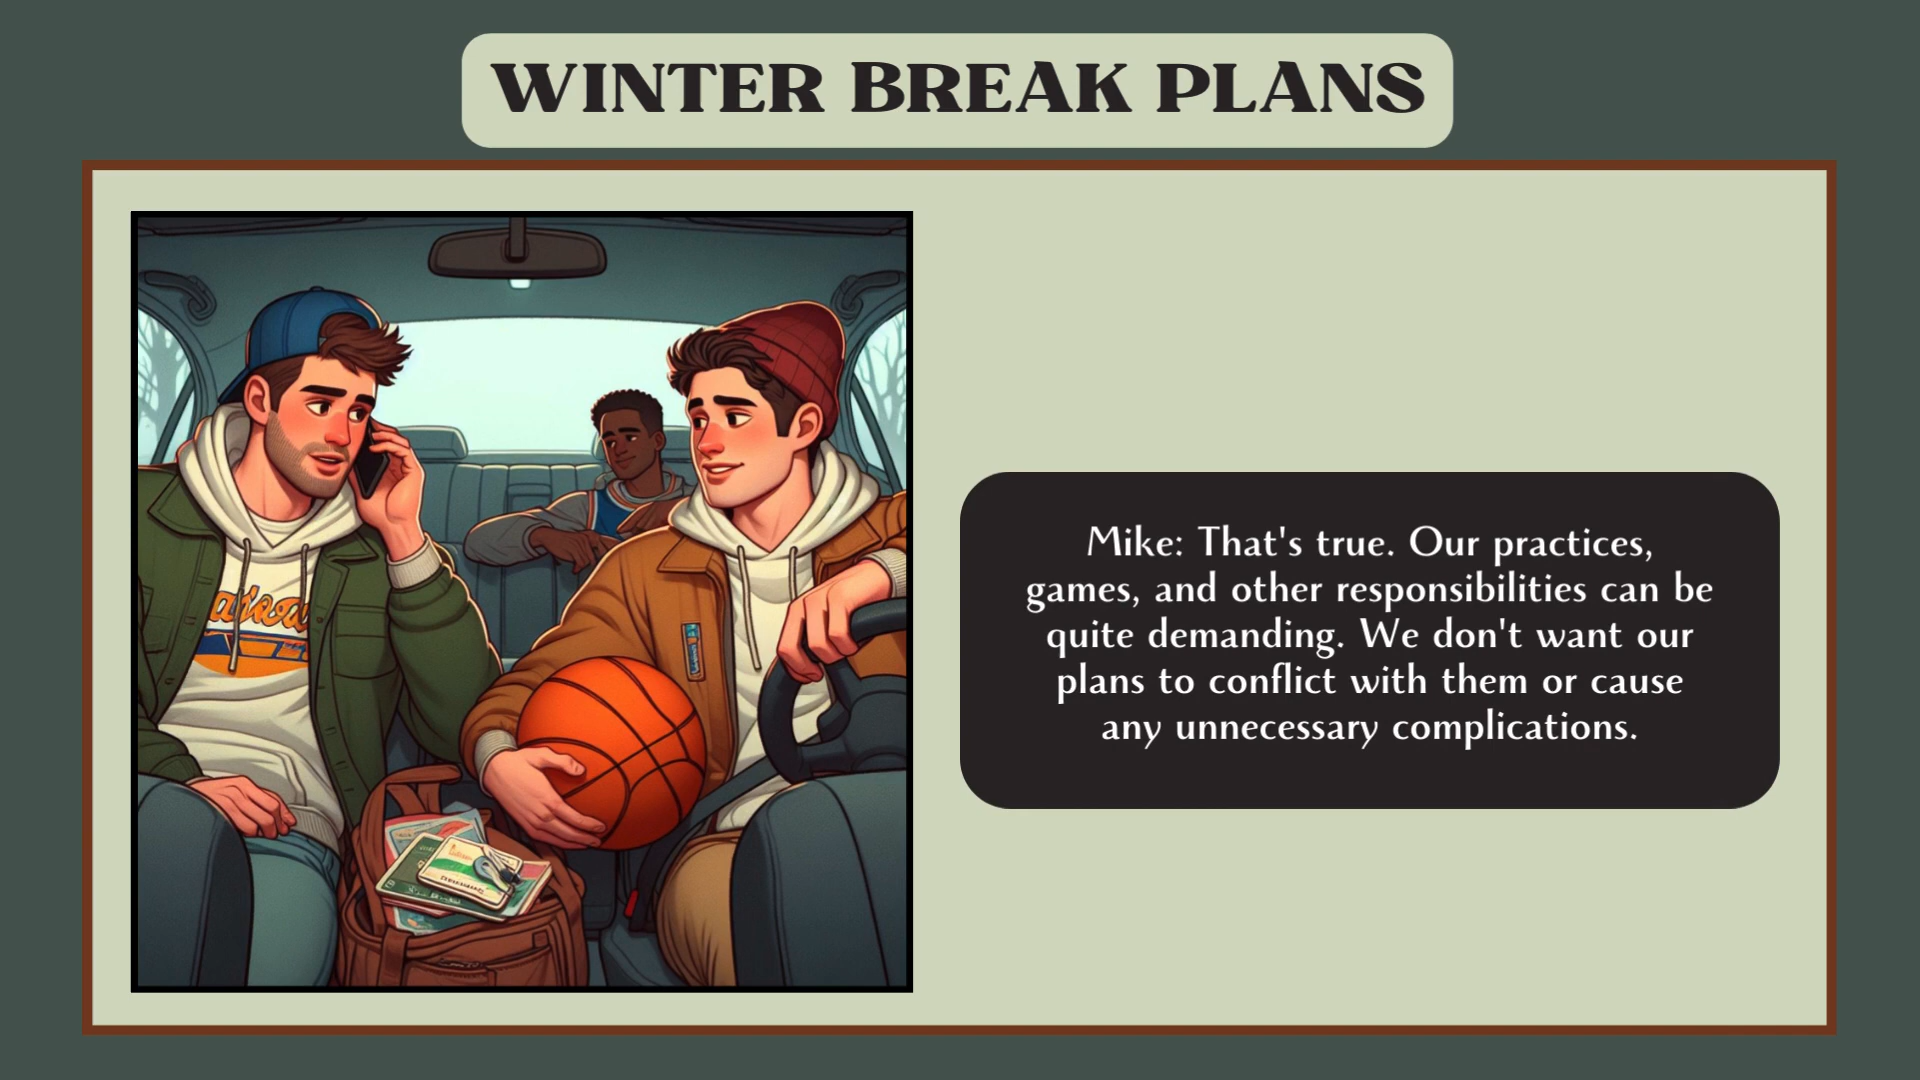 WINTER BREAK PLANS
Mike: That's true. Our practices,
games, and other responsibilities can be
quite demanding. We don't want our
plans to conflict with them or cause
any unnecessary complications.